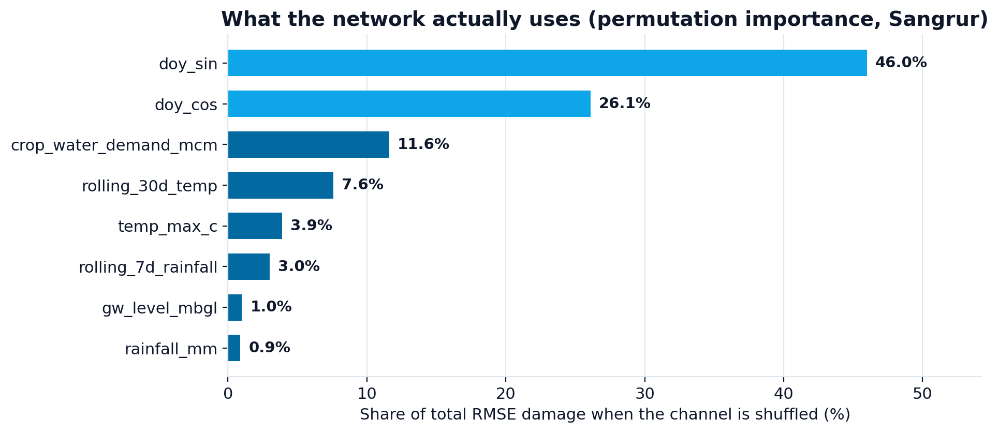 What the network actually uses (permutation importance, Sangrur)
doy_sin 46.0%
doy_cos 26.1%
crop_water_demand_mcm 11.6%
rolling_30d_temp 7.6%
temp_max_c 3.9%
rolling_7d_rainfall 3.0%
gw_level_mbgl 1.0%
rainfall_mm 0.9%
0 10 20 30 40 50
Share of total RMSE damage when the channel is shuffled (%)